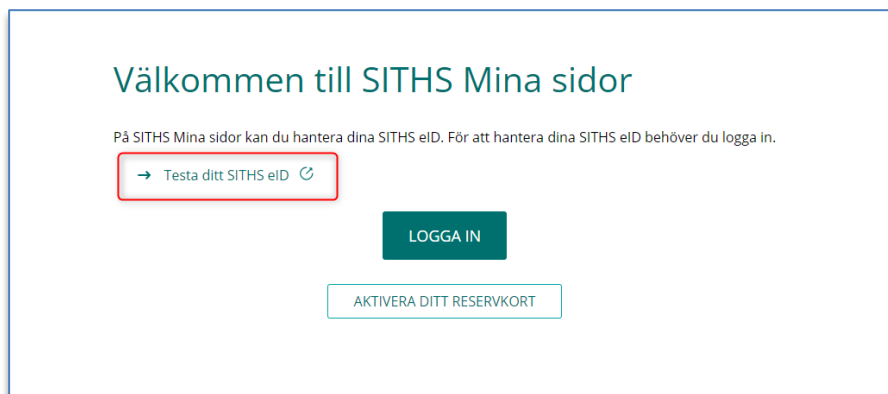 Välkommen till SITHS Mina sidor
På SITHS Mina sidor kan du hantera dina SITHS eID. För att hantera dina SITHS eID behöver du logga in.
→ Testa ditt SITHS eID
LOGGA IN
AKTIVERA DITT RESERVKORT